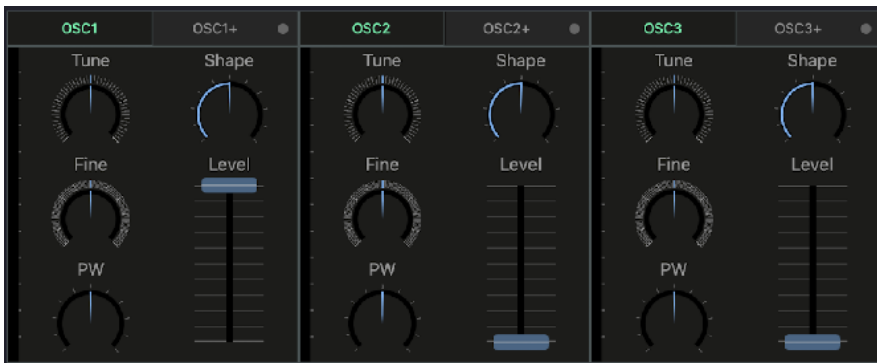 OSC1 OSC1+ OSC2 OSC2+ OSC3 OSC3+
Tune Shape Tune Shape Tune Shape
Fine Level Fine Level Fine Level
PW PW PW